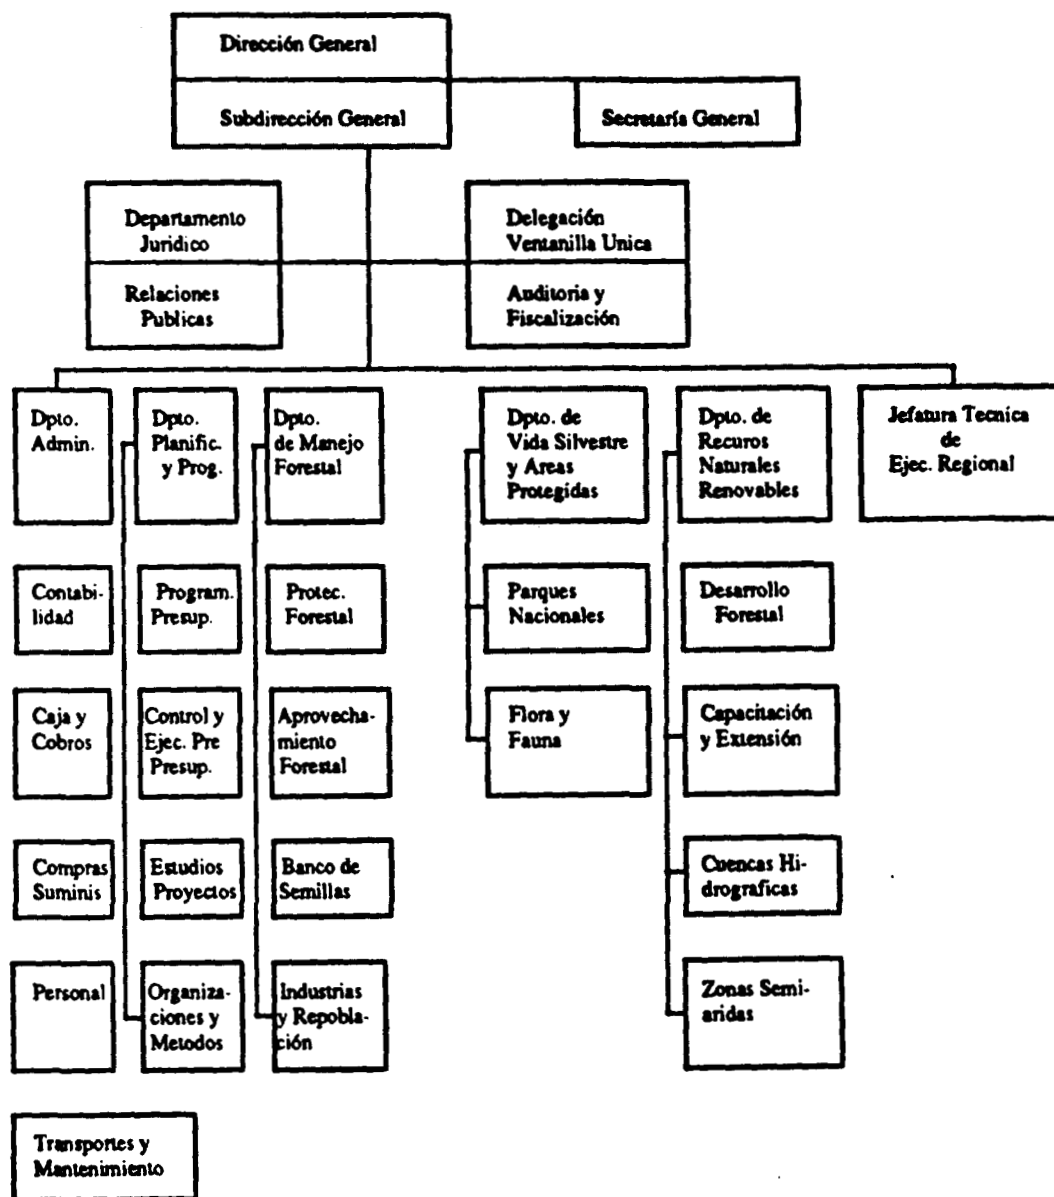 Dirección General
Subdirección General
Secretaría General
Departamento
Juridico
Delegación
Ventanilla Unica
Relaciones
Publicas
Auditoria y
Fiscalización
Dpto.
Admin.
Dpto.
Planific.
y Prog.
Dpto.
de Manejo
Forestal
Dpto. de
Vida Silvestre
y Areas
Protegidas
Dpto. de
Recuros
Naturales
Renovables
Jefatura Tecnica
de
Ejec. Regional
Contabi-
lidad
Program.
Presup.
Protec.
Forestal
Parques
Nacionales
Desarrollo
Forestal
Caja y
Cobros
Control y
Ejec. Pre
Presup.
Aprovecha-
miento
Forestal
Flora y
Fauna
Capacitación
y Extensión
Compras
Suminis
Estudios
Proyectos
Banco de
Semillas
Cuencas Hi-
drograficas
Personal
Organiza-
ciones y
Metodos
Industrias
y Repobla-
ción
Zonas Semi-
aridas
Transportes y
Mantenimiento